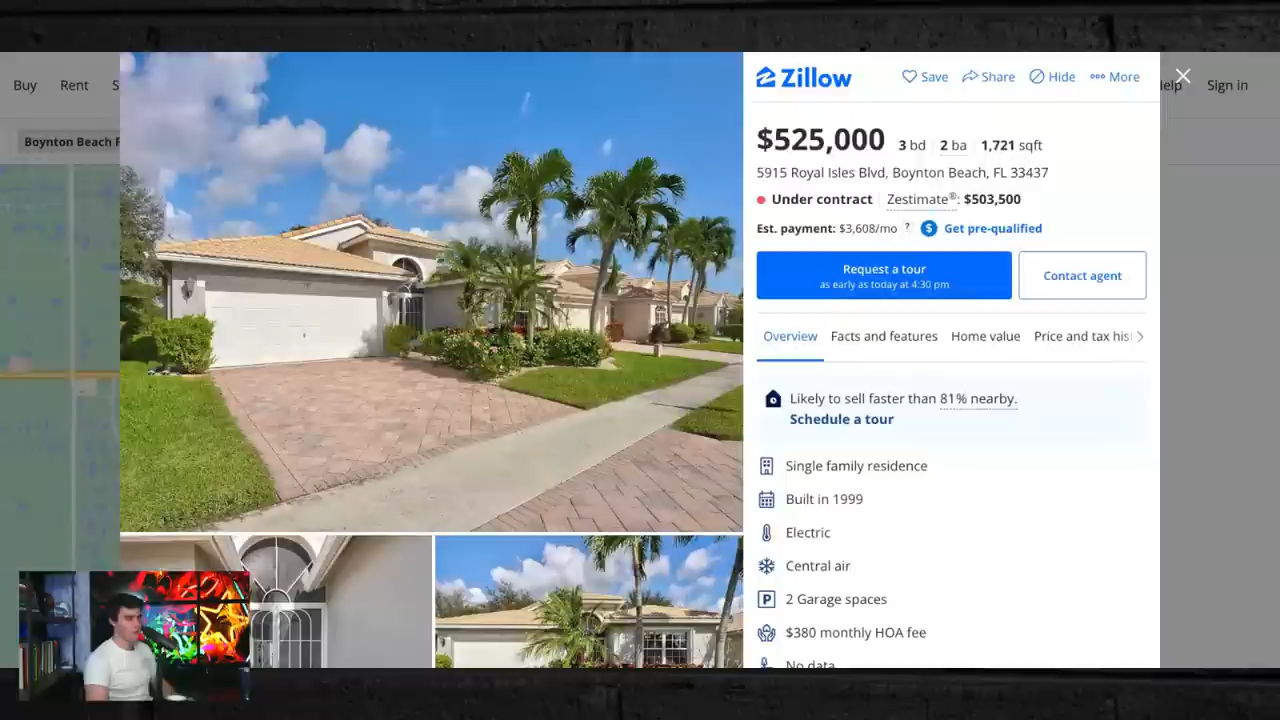 Buy Rent S
Boynton Beach F
Zillow
Save Share Hide More
elp Sign In
$525,000 3 bd 2 ba 1,721 sqft
5915 Royal Isles Blvd, Boynton Beach, FL 33437
Under contract Zestimate®: $503,500
Est. payment: $3,608/mo ? $ Get pre-qualified
Request a tour
as early as today at 4:30 pm
Contact agent
Overview Facts and features Home value Price and tax his
Likely to sell faster than 81% nearby.
Schedule a tour
Single family residence
Built in 1999
Electric
Central air
P 2 Garage spaces
$380 monthly HOA fee
No data